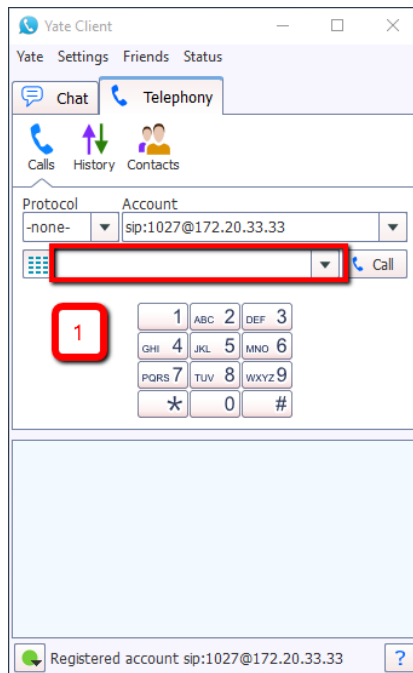 Yate Client
Yate Settings Friends Status
Chat Telephony
Calls History Contacts
Protocol Account
-none- sip:1027@172.20.33.33
Call
1
1 ABC 2 DEF 3
GHI 4 JKL 5 MNO 6
PQRS 7 TUV 8 WXYZ 9
* 0 #
Registered account sip:1027@172.20.33.33 ?